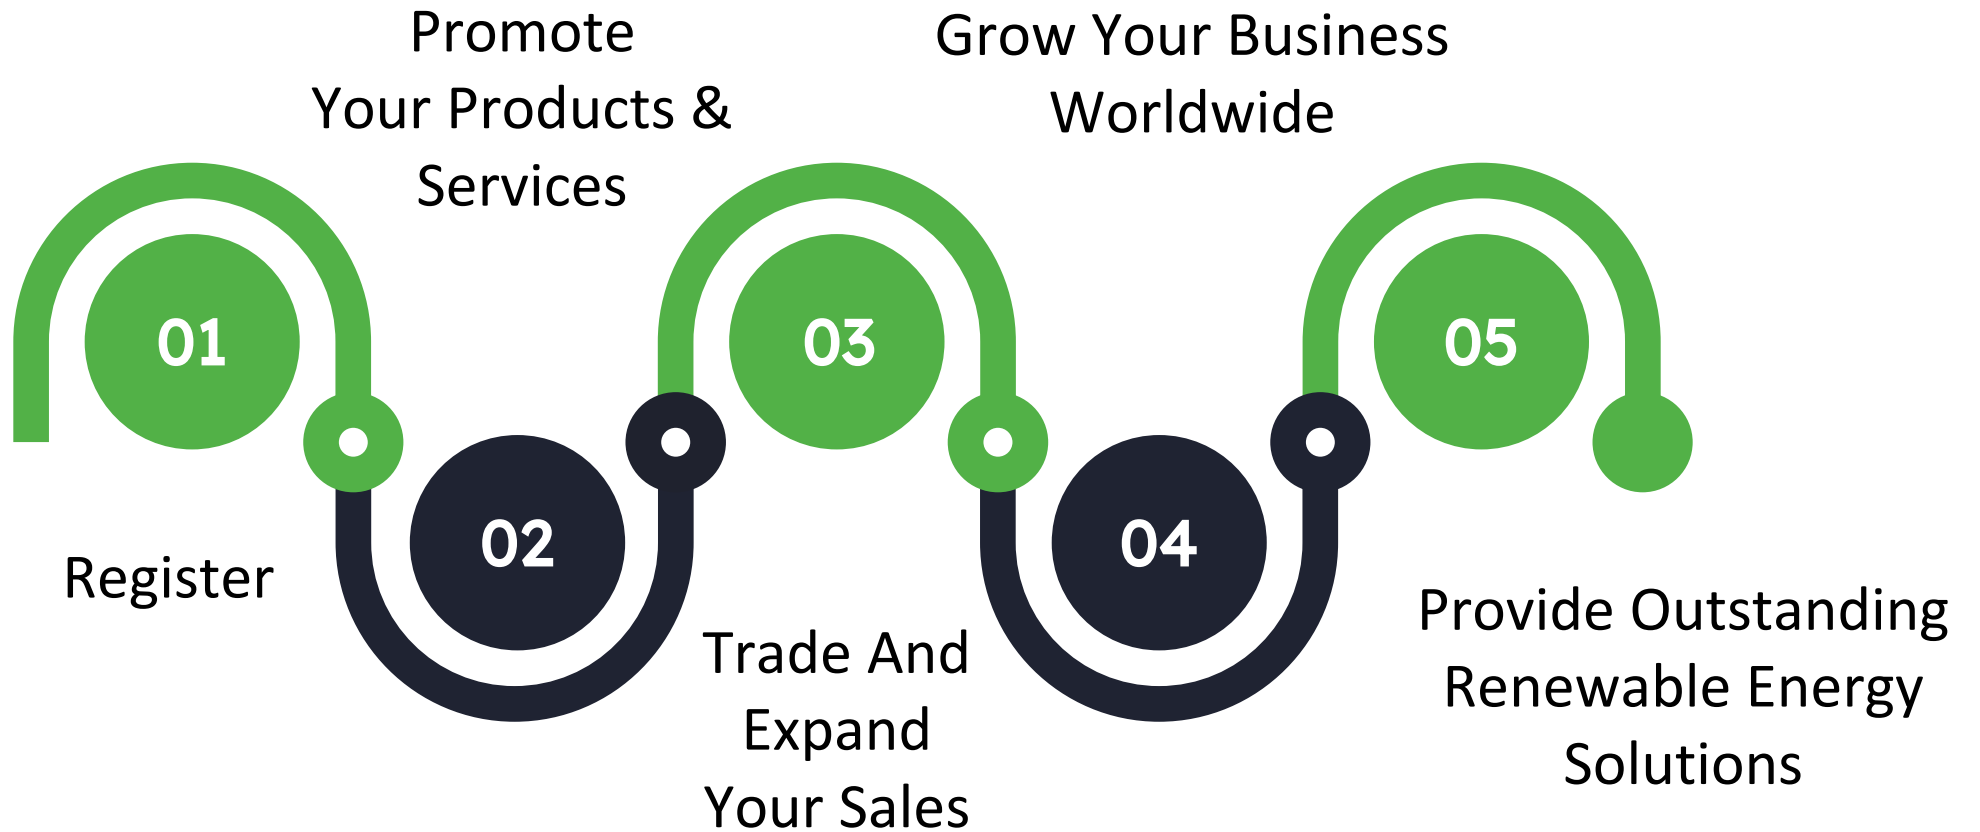 01
Register
Promote
Your Products &
Services
02
03
Trade And
Expand
Your Sales
Grow Your Business
Worldwide
04
05
Provide Outstanding
Renewable Energy
Solutions